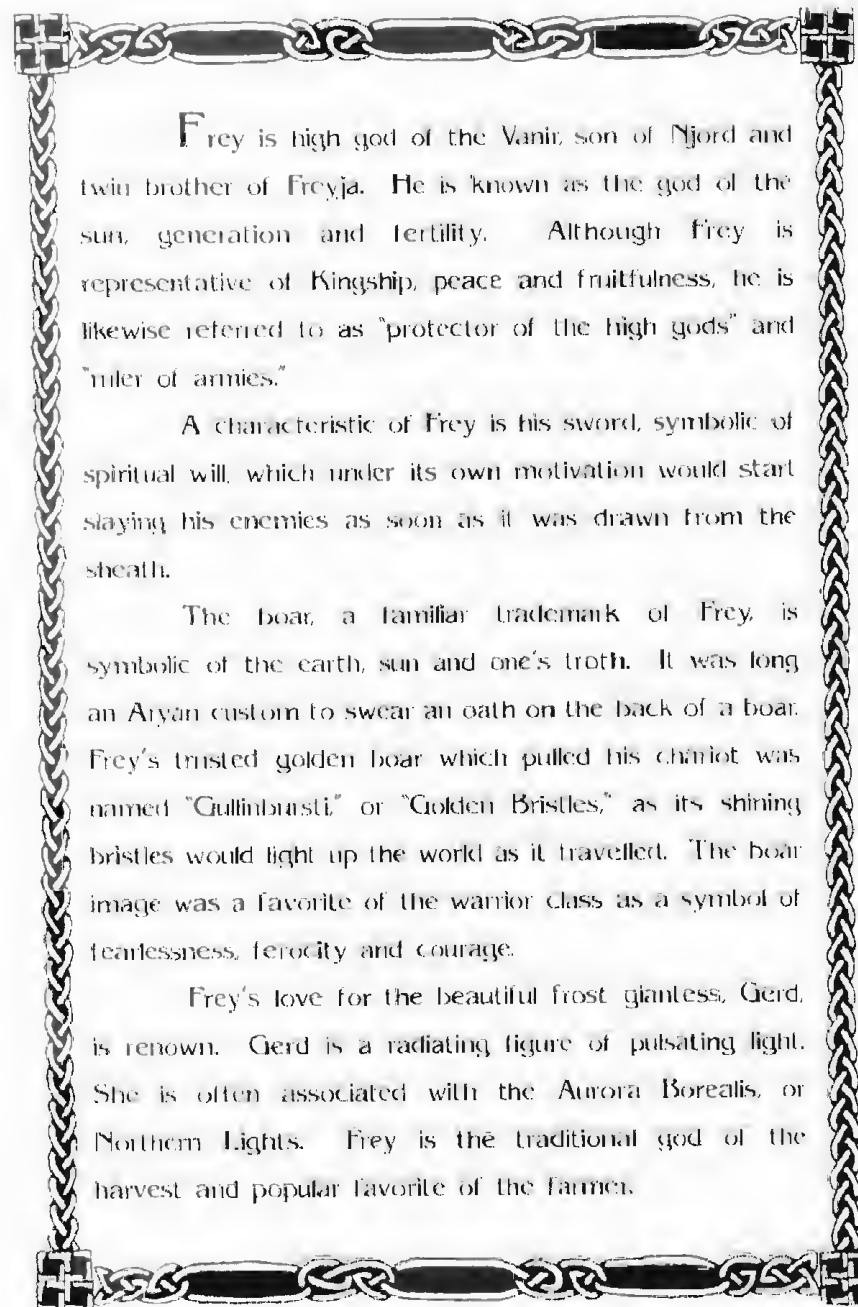 Frey is high god of the Vanir, son of Njord and
twin brother of Freyja. He is known as the god of the
sun, generation and fertility. Although Frey is
representative of Kingship, peace and fruitfulness, he is
likewise referred to as "protector of the high gods" and
"ruler of armies."
A characteristic of Frey is his sword, symbolic of
spiritual will, which under its own motivation would start
slaying his enemies as soon as it was drawn from the
sheath.
The boar, a familiar trademark of Frey, is
symbolic of the earth, sun and one's troth. It was long
an Aryan custom to swear an oath on the back of a boar.
Frey's trusted golden boar which pulled his chariot was
named "Gullinbursti," or "Golden Bristles," as its shining
bristles would light up the world as it travelled. The boar
image was a favorite of the warrior class as a symbol of
fearlessness, ferocity and courage.
Frey's love for the beautiful frost giantess, Gerd,
is renown. Gerd is a radiating figure of pulsating light.
She is often associated with the Aurora Borealis, or
Northern Lights. Frey is the traditional god of the
harvest and popular favorite of the farmer.